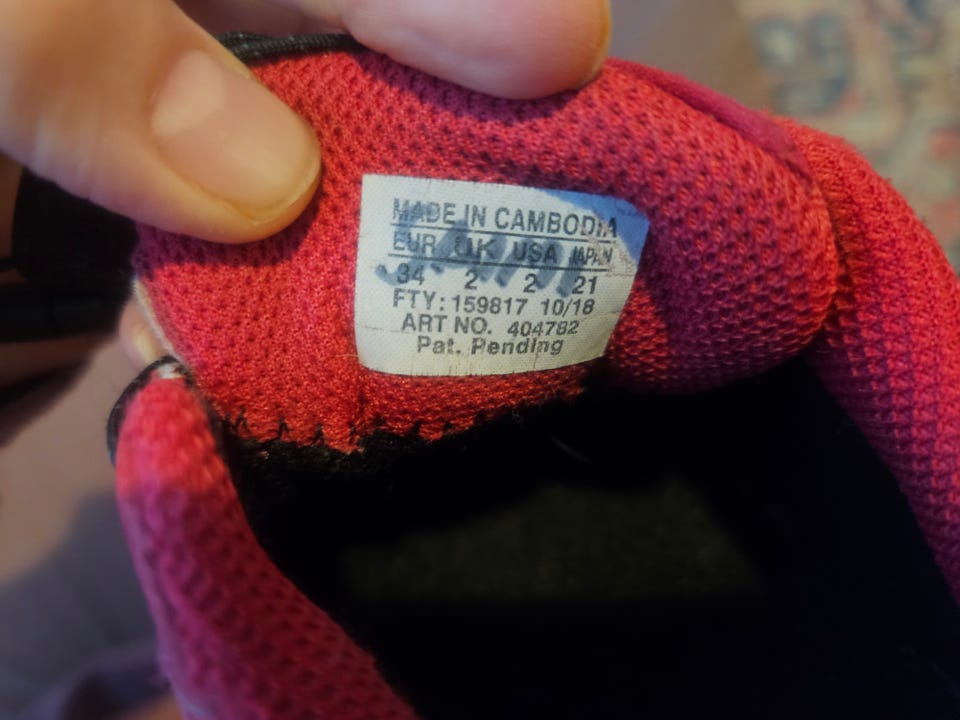 MADE IN CAMBODIA
EUR UK USA JAPAN
34 2 2 21
FTY: 159817 10/18
ART NO. 404782
Pat. Pending